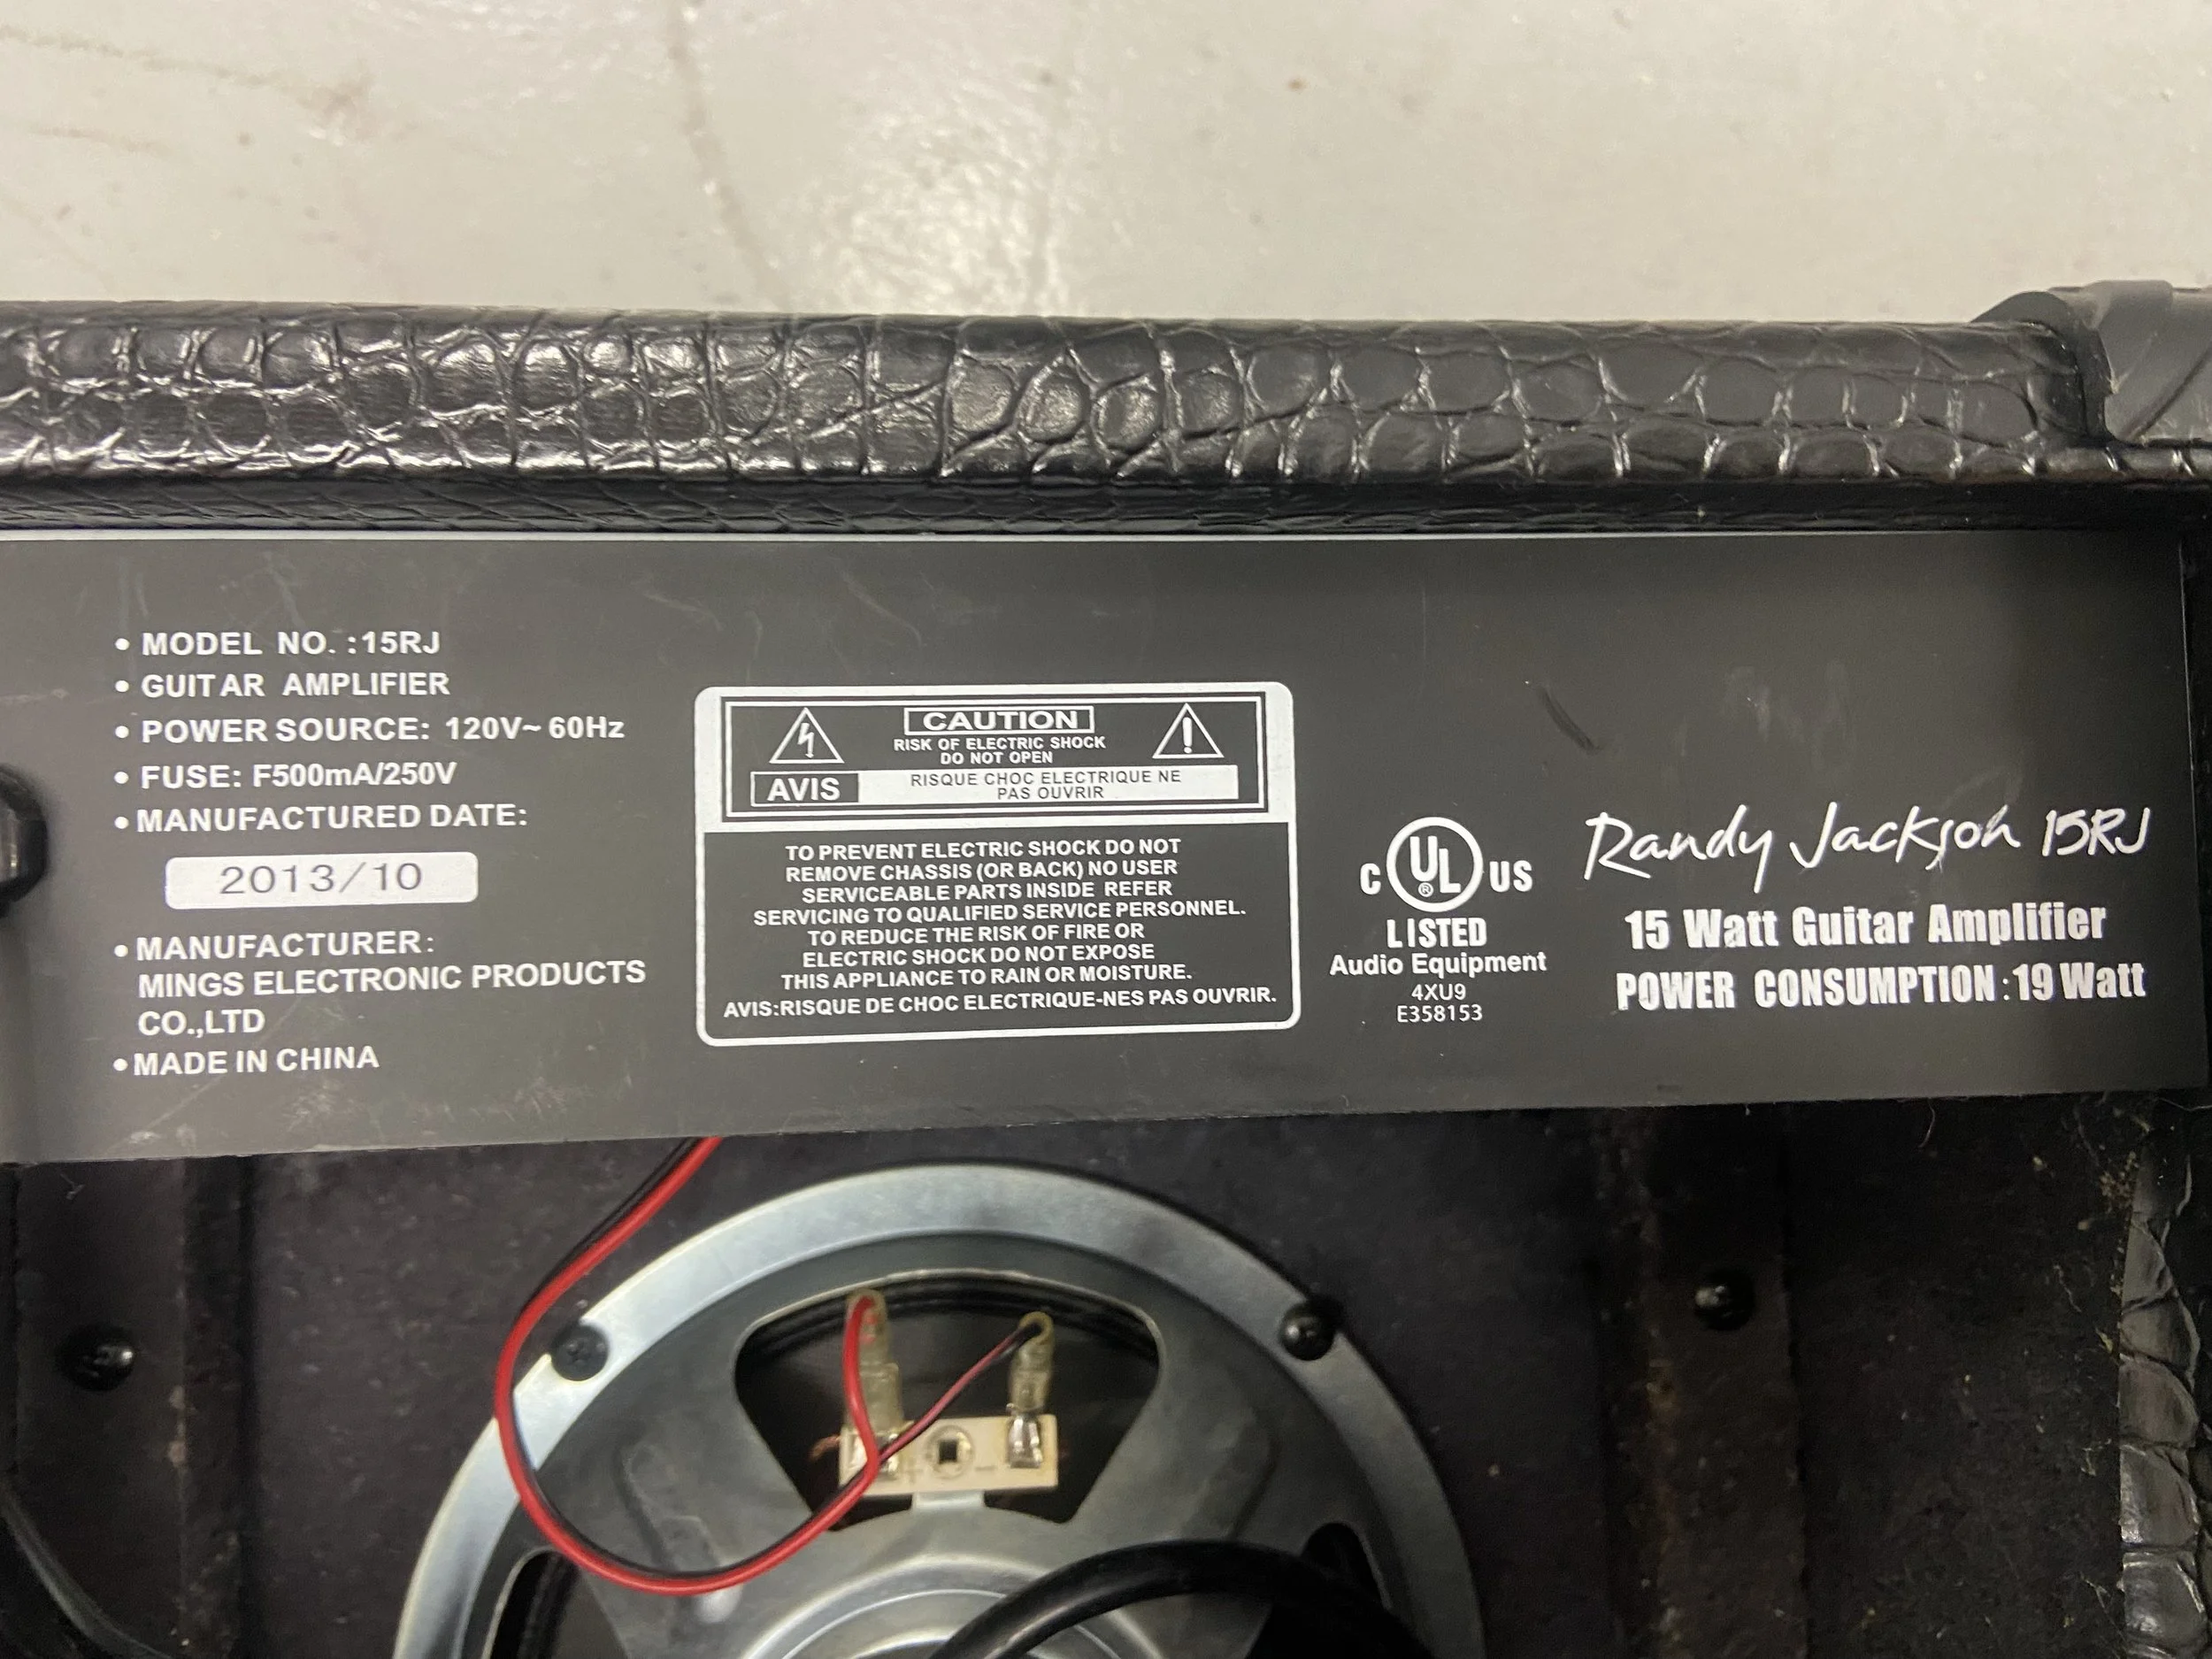 • MODEL NO. :15RJ
• GUITAR AMPLIFIER
• POWER SOURCE: 120V~ 60Hz
• FUSE: F500mA/250V
• MANUFACTURED DATE:
2013/10
• MANUFACTURER:
MINGS ELECTRONIC PRODUCTS
CO.,LTD
• MADE IN CHINA
CAUTION
RISK OF ELECTRIC SHOCK
DO NOT OPEN
AVIS
RISQUE CHOC ELECTRIQUE NE
PAS OUVRIR
TO PREVENT ELECTRIC SHOCK DO NOT
REMOVE CHASSIS (OR BACK) NO USER
SERVICEABLE PARTS INSIDE REFER
SERVICING TO QUALIFIED SERVICE PERSONNEL.
TO REDUCE THE RISK OF FIRE OR
ELECTRIC SHOCK DO NOT EXPOSE
THIS APPLIANCE TO RAIN OR MOISTURE.
AVIS:RISQUE DE CHOC ELECTRIQUE-NES PAS OUVRIR.
C UL® US
LISTED
Audio Equipment
4XU9
E358153
Randy Jackson 15RJ
15 Watt Guitar Amplifier
POWER CONSUMPTION:19 Watt
+ −